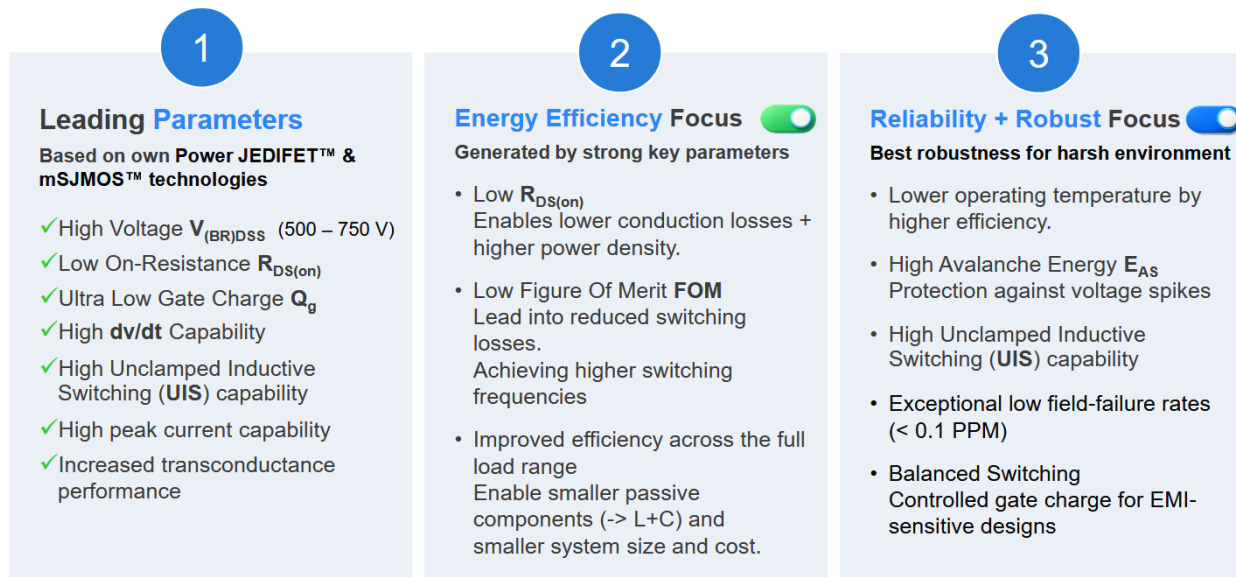 1
Leading Parameters
Based on own Power JEDIFET™ &
mSJMOS™ technologies
✓High Voltage V(BR)DSS (500 – 750 V)
✓Low On-Resistance RDS(on)
✓Ultra Low Gate Charge Qg
✓High dv/dt Capability
✓High Unclamped Inductive
Switching (UIS) capability
✓High peak current capability
✓Increased transconductance
performance
2
Energy Efficiency Focus
Generated by strong key parameters
• Low RDS(on)
Enables lower conduction losses +
higher power density.
• Low Figure Of Merit FOM
Lead into reduced switching
losses.
Achieving higher switching
frequencies
• Improved efficiency across the full
load range
Enable smaller passive
components (-> L+C) and
smaller system size and cost.
3
Reliability + Robust Focus
Best robustness for harsh environment
• Lower operating temperature by
higher efficiency.
• High Avalanche Energy EAS
Protection against voltage spikes
• High Unclamped Inductive
Switching (UIS) capability
• Exceptional low field-failure rates
(< 0.1 PPM)
• Balanced Switching
Controlled gate charge for EMI-
sensitive designs